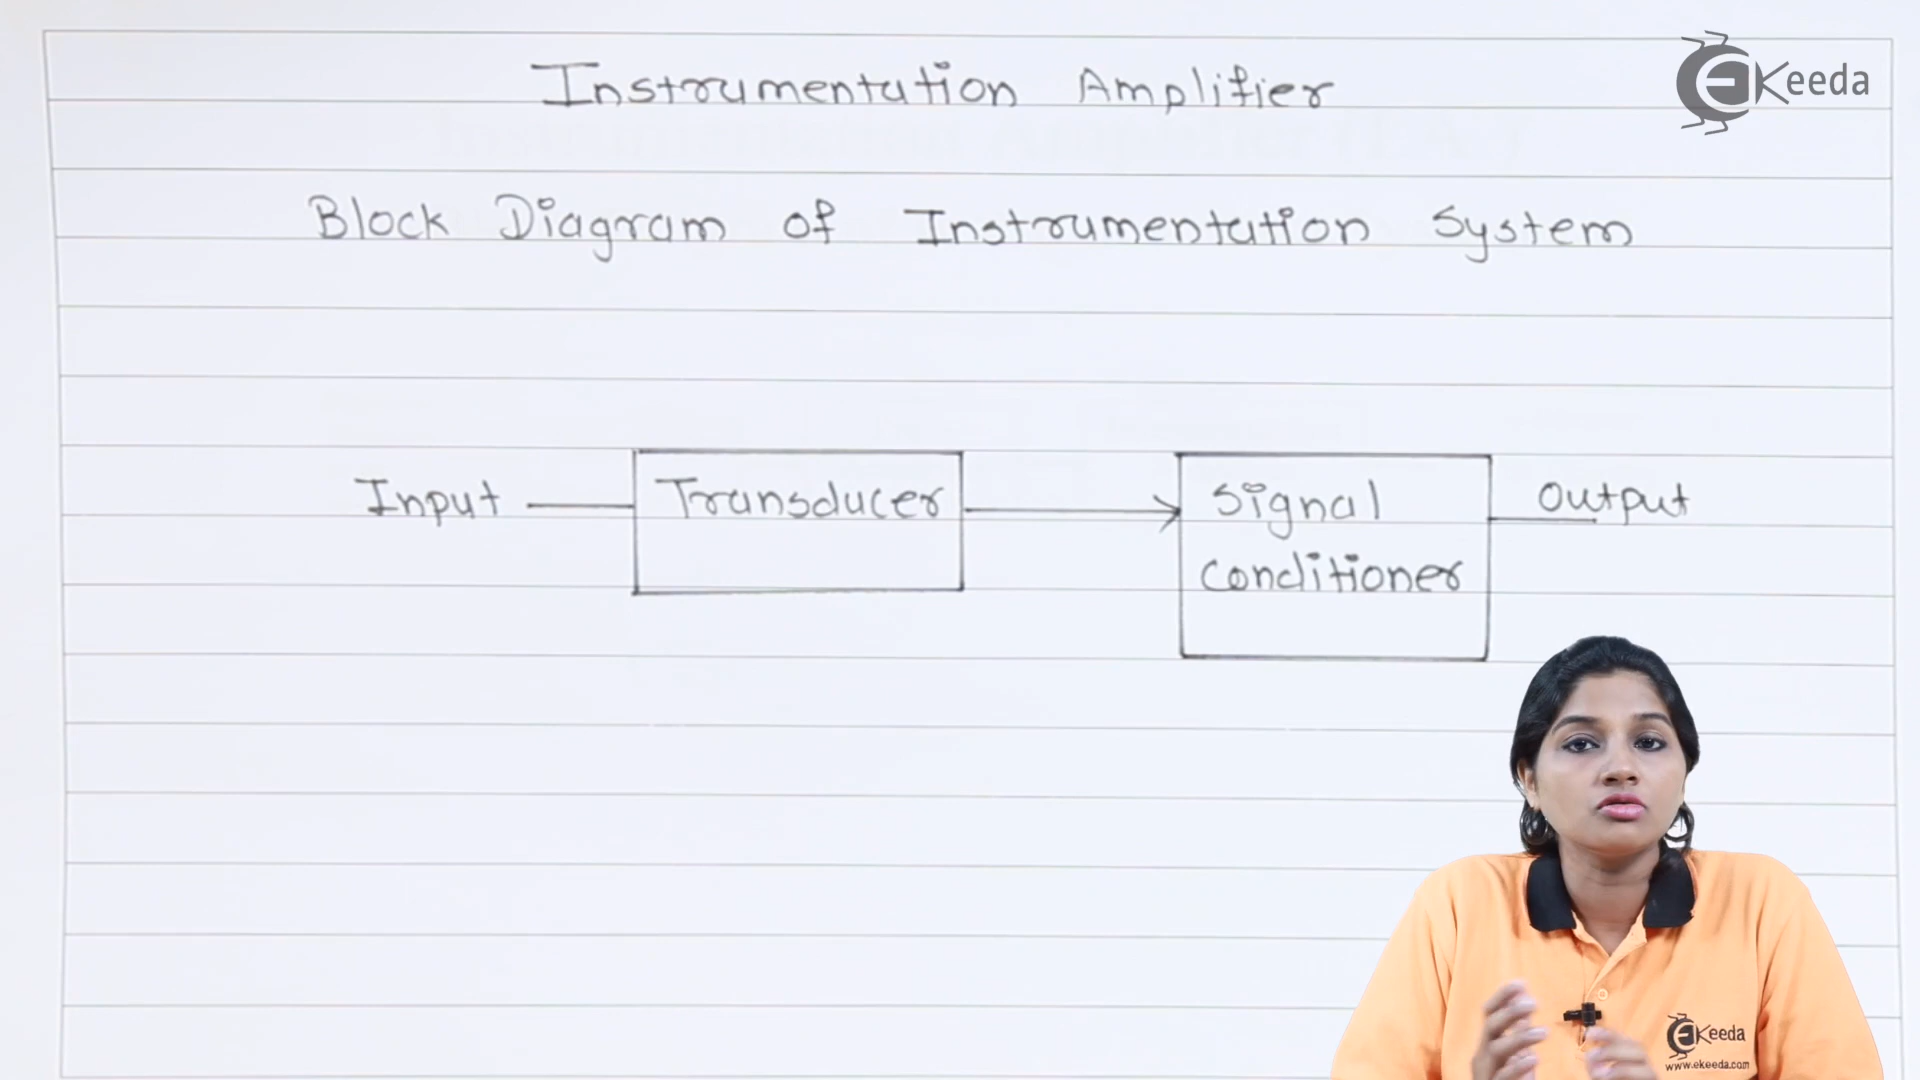 Instrumentation Amplifier
EKeeda
Block Diagram of Instrumentation System
Input
Transducer
Signal
conditioner
Output
EKeeda
www.ekeeda.com